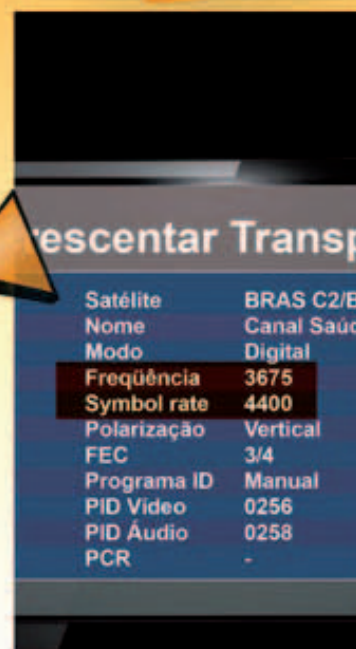 rescentar Transp
Satélite BRAS C2/B
Nome Canal Saúd
Modo Digital
Freqüência 3675
Symbol rate 4400
Polarização Vertical
FEC 3/4
Programa ID Manual
PID Vídeo 0256
PID Áudio 0258
PCR -